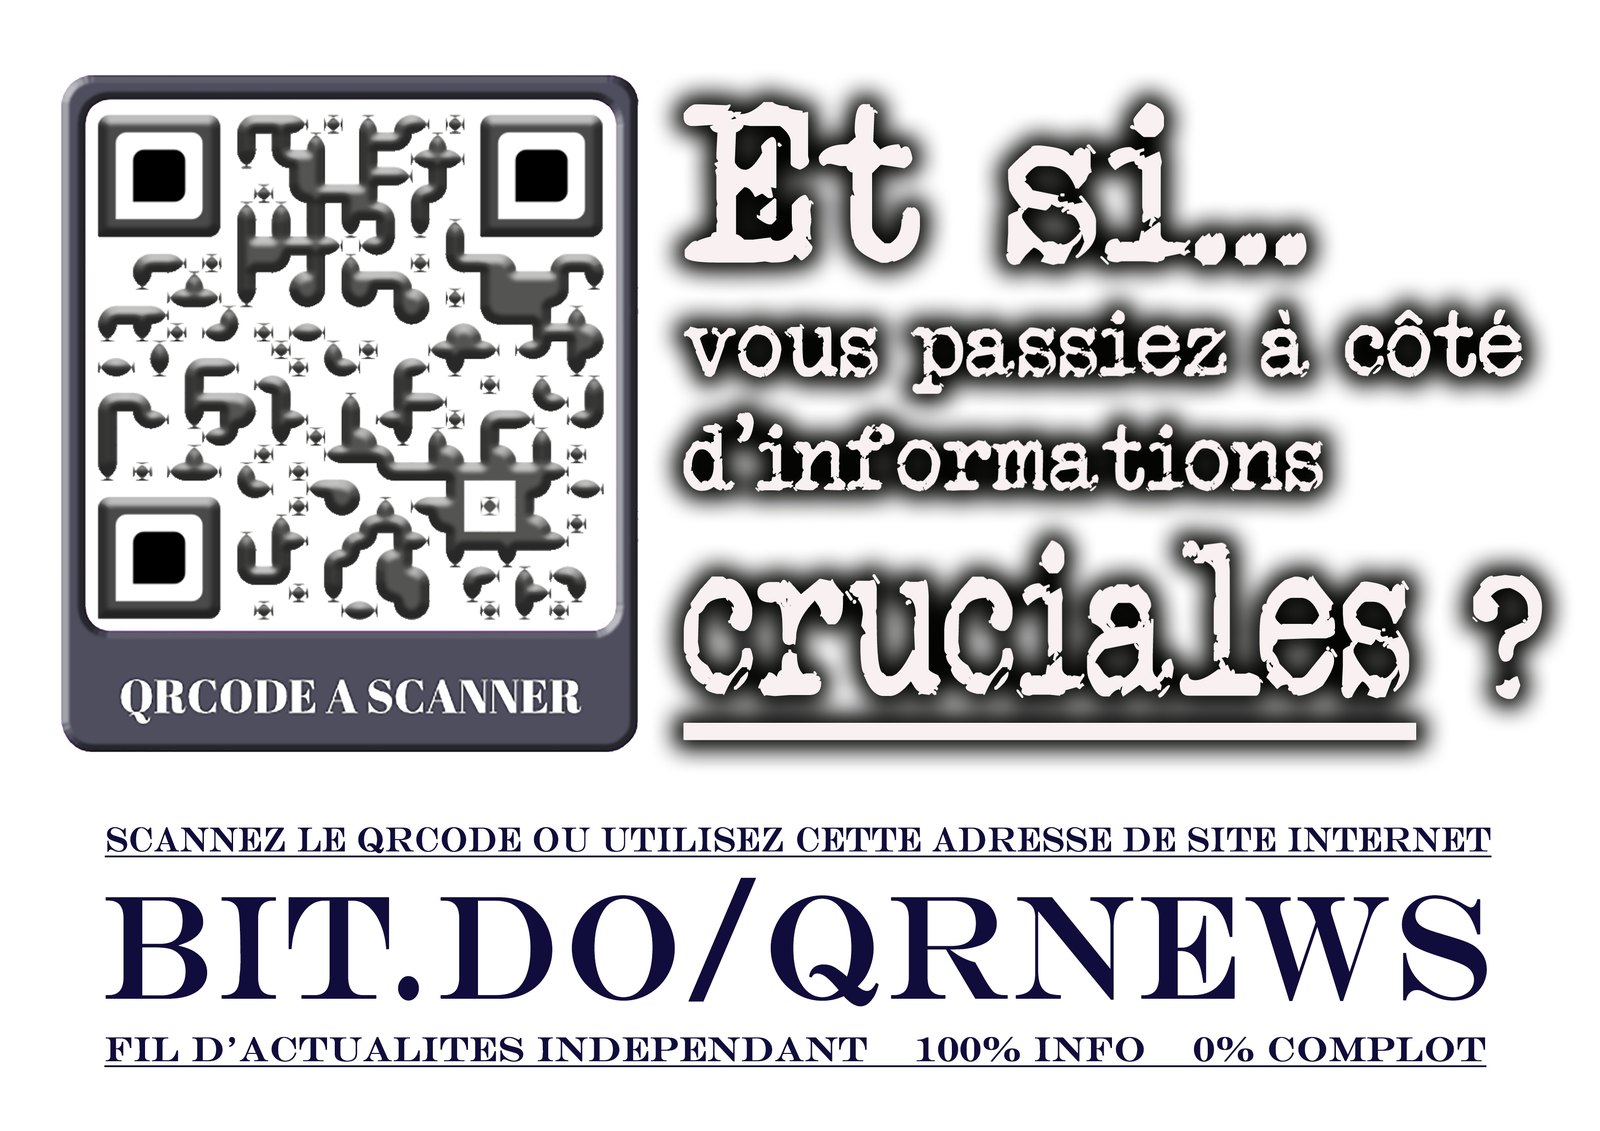 Et si...
vous passiez à côté
d'informations
cruciales ?
QRCODE A SCANNER
SCANNEZ LE QRCODE OU UTILISEZ CETTE ADRESSE DE SITE INTERNET
BIT.DO/QRNEWS
FIL D'ACTUALITES INDEPENDANT 100% INFO 0% COMPLOT